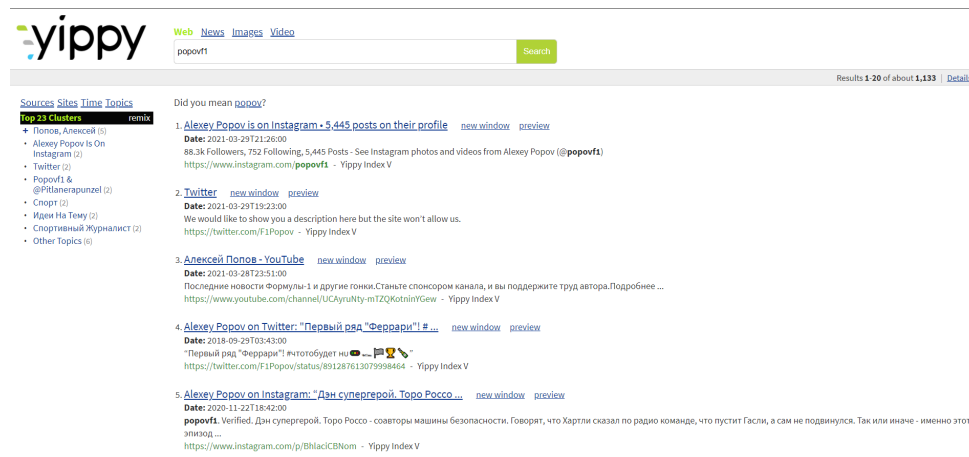 yippy
Web News Images Video
popovf1 Search
Results 1-20 of about 1,133 | Details
Sources Sites Time Topics
Top 23 Clusters remix
+ Попов, Алексей (5)
• Alexey Popov Is On
Instagram (2)
• Twitter (2)
• Popovf1 &
@Pitlanerapunzel (2)
• Спорт (2)
• Идеи На Тему (2)
• Спортивный Журналист (2)
• Other Topics (6)
Did you mean popov?
1. Alexey Popov is on Instagram • 5,445 posts on their profile new window preview
Date: 2021-03-29T21:26:00
88.3k Followers, 752 Following, 5,445 Posts - See Instagram photos and videos from Alexey Popov (@popovf1)
https://www.instagram.com/popovf1 - Yippy Index V
2. Twitter new window preview
Date: 2021-03-29T19:23:00
We would like to show you a description here but the site won't allow us.
https://twitter.com/F1Popov - Yippy Index V
3. Алексей Попов - YouTube new window preview
Date: 2021-03-28T23:51:00
Последние новости Формулы-1 и другие гонки.Станьте спонсором канала, и вы поддержите труд автора.Подробнее ...
https://www.youtube.com/channel/UCAyruNty-mTZQKotninYGew - Yippy Index V
4. Alexey Popov on Twitter: "Первый ряд "Феррари"! # ... new window preview
Date: 2018-09-29T03:43:00
"Первый ряд "Феррари"! #чтотобудет ни🚥🏎🏁🏆🍾"
https://twitter.com/F1Popov/status/891287613079998464 - Yippy Index V
5. Alexey Popov on Instagram: “Дэн супергерой. Торо Россо ... new window preview
Date: 2020-11-22T18:42:00
popovf1. Verified. Дэн супергерой. Торо Россо - соавторы машины безопасности. Говорят, что Хартли сказал по радио команде, что пустит Гасли, а сам не подвинулся. Так или иначе - именно этот
эпизод ...
https://www.instagram.com/p/BhlaciCBNom - Yippy Index V